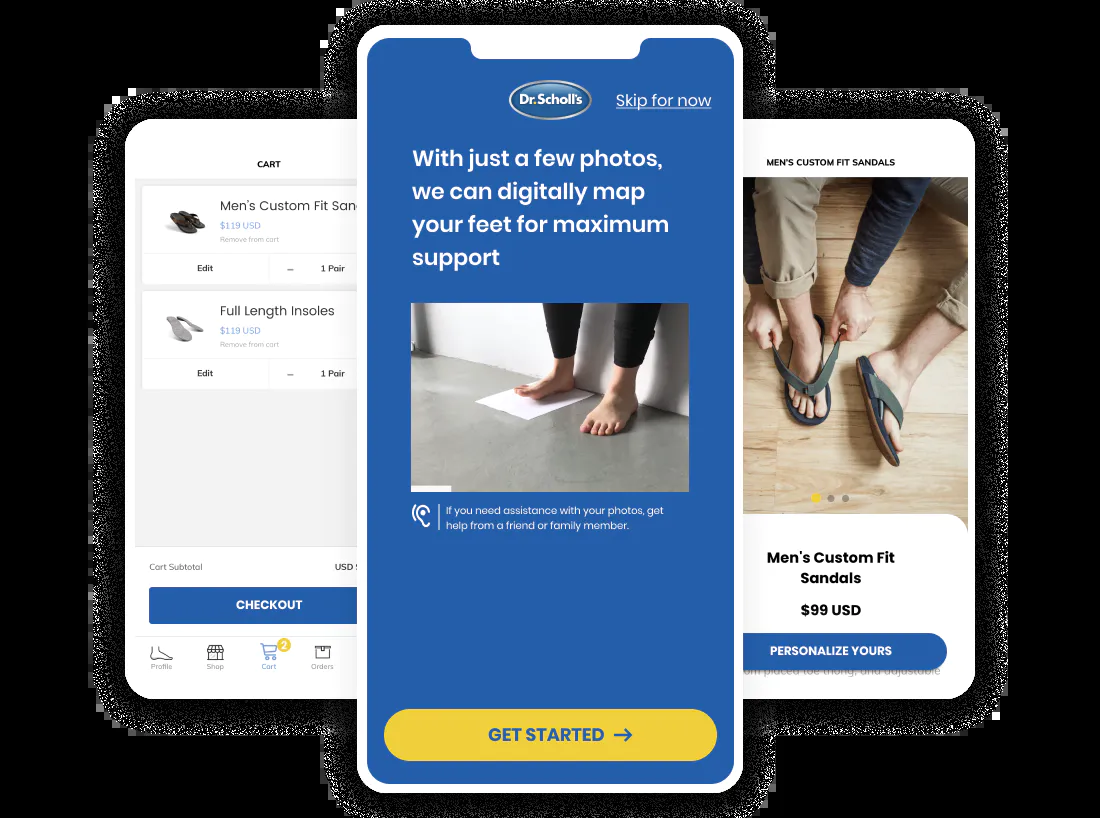 CART
Men's Custom Fit San
$119 USD
Remove from cart
Edit
–
1 Pair
Full Length Insoles
$119 USD
Remove from cart
Edit
–
1 Pair
Cart Subtotal
USD
CHECKOUT
2
Profile
Shop
Cart
Orders
Dr. Scholl's
Skip for now
With just a few photos,
we can digitally map
your feet for maximum
support
If you need assistance with your photos, get
help from a friend or family member.
GET STARTED →
MEN'S CUSTOM FIT SANDALS
Men's Custom Fit
Sandals
$99 USD
PERSONALIZE YOURS
placed toe thong, and adjustable